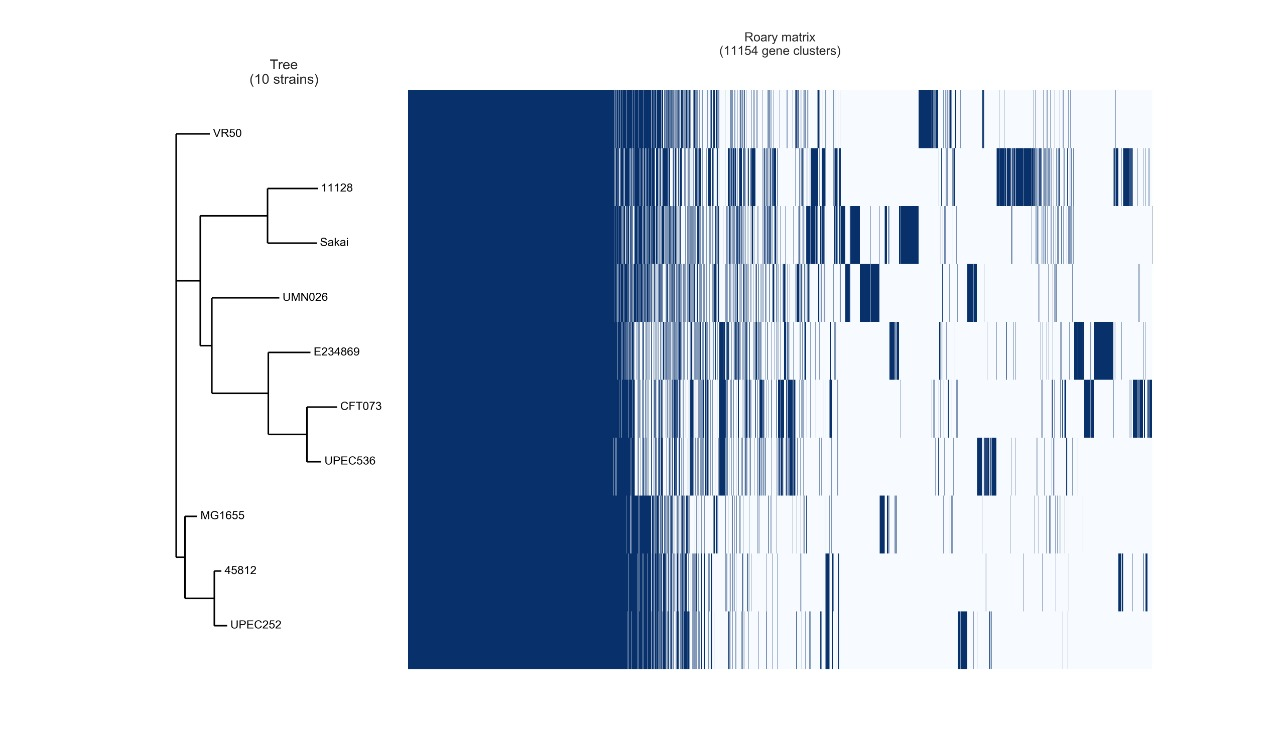 Roary matrix
(11154 gene clusters)
Tree
(10 strains)
VR50
11128
Sakai
UMN026
E234869
CFT073
UPEC536
MG1655
45812
UPEC252